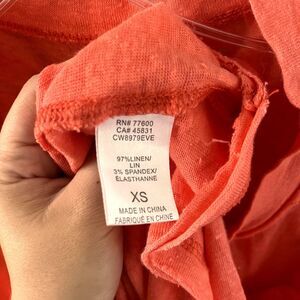 RN# 77600
CA# 45831
CW8979EVE
97%LINEN/
LIN
3% SPANDEX/
ÉLASTHANNE
XS
MADE IN CHINA
FABRIQUÉ EN CHINE